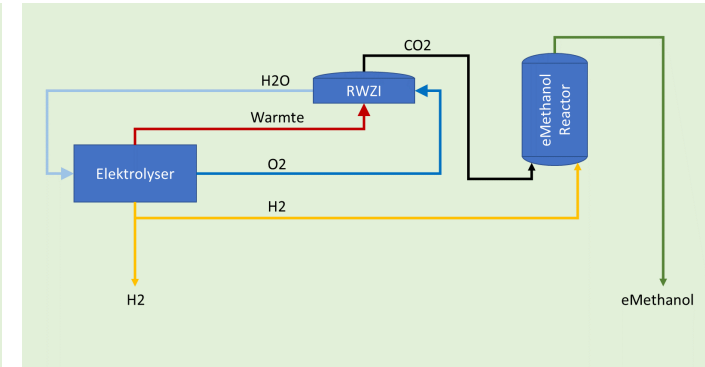 CO2
H2O
RWZI
eMethanol
Reactor
Warmte
Elektrolyser
O2
H2
H2
eMethanol